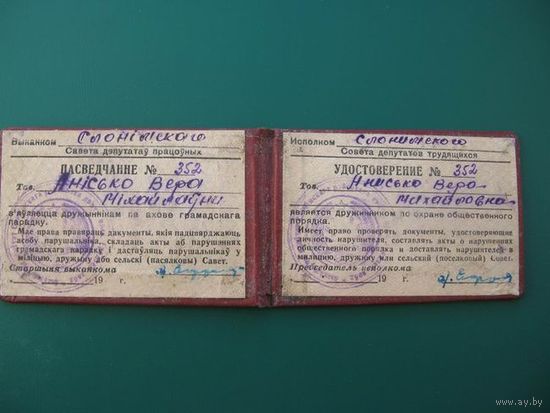 Выканком Слонімского
Савета дэпутатаў працоўных
ПАСВЕДЧАННЕ № 352
Тав. Анісько Вера
Міхайлаўна
з'яўляецца дружыннікам па ахове грамадскага
парадку.
Мае права правяраць дакументы, якія падцвярджаюць
асобу парушальніка, складаць акты аб парушэннях
грамадскага парадку і дастаўляць парушальнікаў у
міліцыю, дружыну або сельскі (пасялковы) Савет.
Старшыня выканкома
19 г.
Исполком Слонимского
Совета депутатов трудящихся
УДОСТОВЕРЕНИЕ № 352
Тов. Анисько Вера
Михайловна
является дружинником по охране общественного
порядка.
Имеет право проверять документы, удостоверяющие
личность нарушителя, составлять акты о нарушениях
общественного порядка и доставлять нарушителей в
милицию, дружину или сельский (поселковый) Совет.
Председатель исполкома
19 г.
www.ay.by